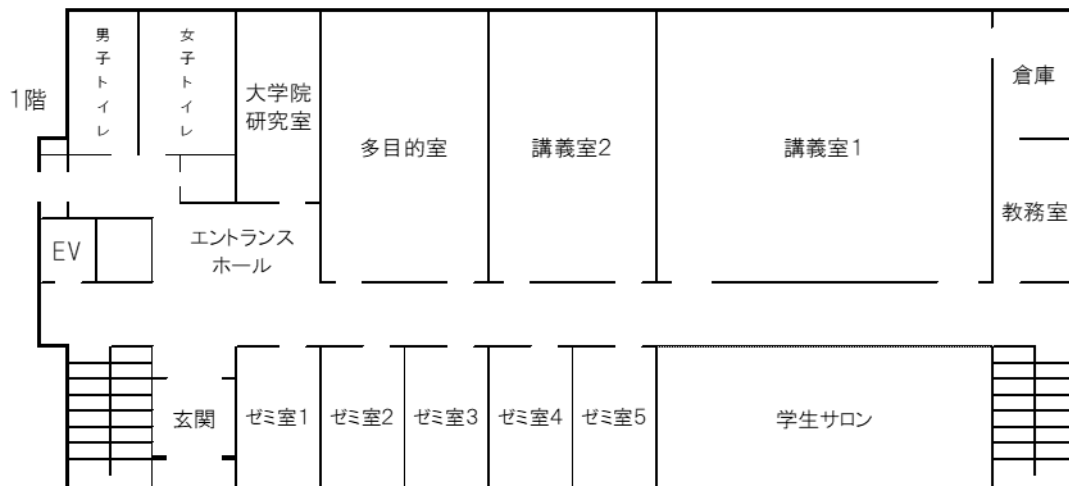 1階
男子トイレ
女子トイレ
大学院
研究室
多目的室
講義室2
講義室1
倉庫
教務室
EV
エントランス
ホール
玄関
ゼミ室1
ゼミ室2
ゼミ室3
ゼミ室4
ゼミ室5
学生サロン